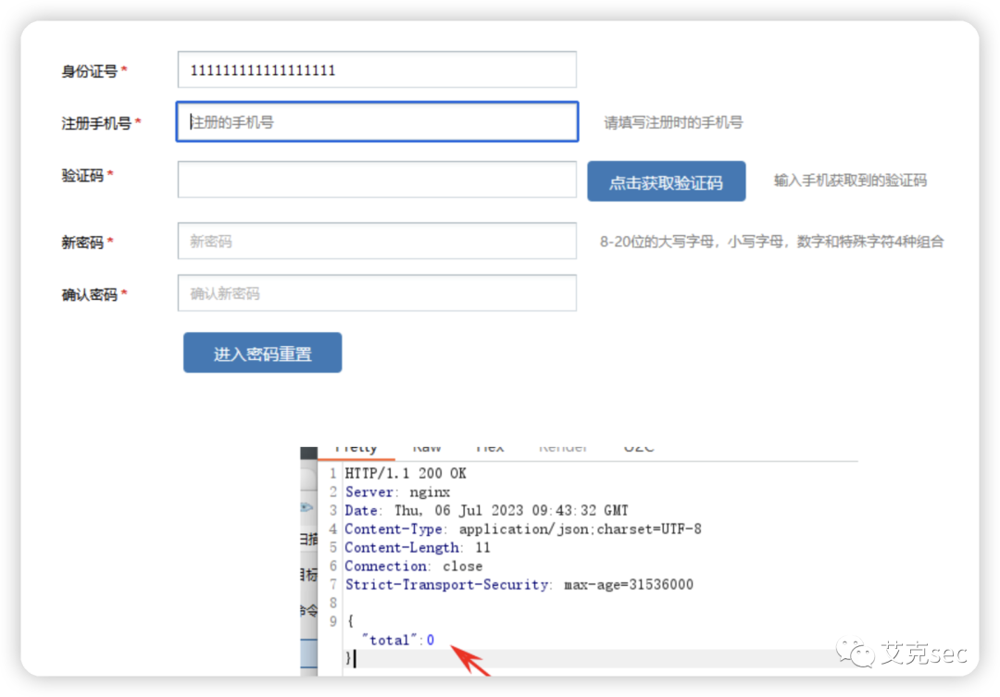 身份证号*
111111111111111111
注册手机号*
注册的手机号
请填写注册时的手机号
验证码*
点击获取验证码
输入手机获取到的验证码
新密码*
新密码
8-20位的大写字母，小写字母，数字和特殊字符4种组合
确认密码*
确认新密码
进入密码重置
Pretty Raw Hex Render U2C
1 HTTP/1.1 200 OK
2 Server: nginx
3 Date: Thu, 06 Jul 2023 09:43:32 GMT
4 Content-Type: application/json;charset=UTF-8
5 Content-Length: 11
6 Connection: close
7 Strict-Transport-Security: max-age=31536000
8
9 {
"total":0
}
扫描
目标
命令
艾克sec